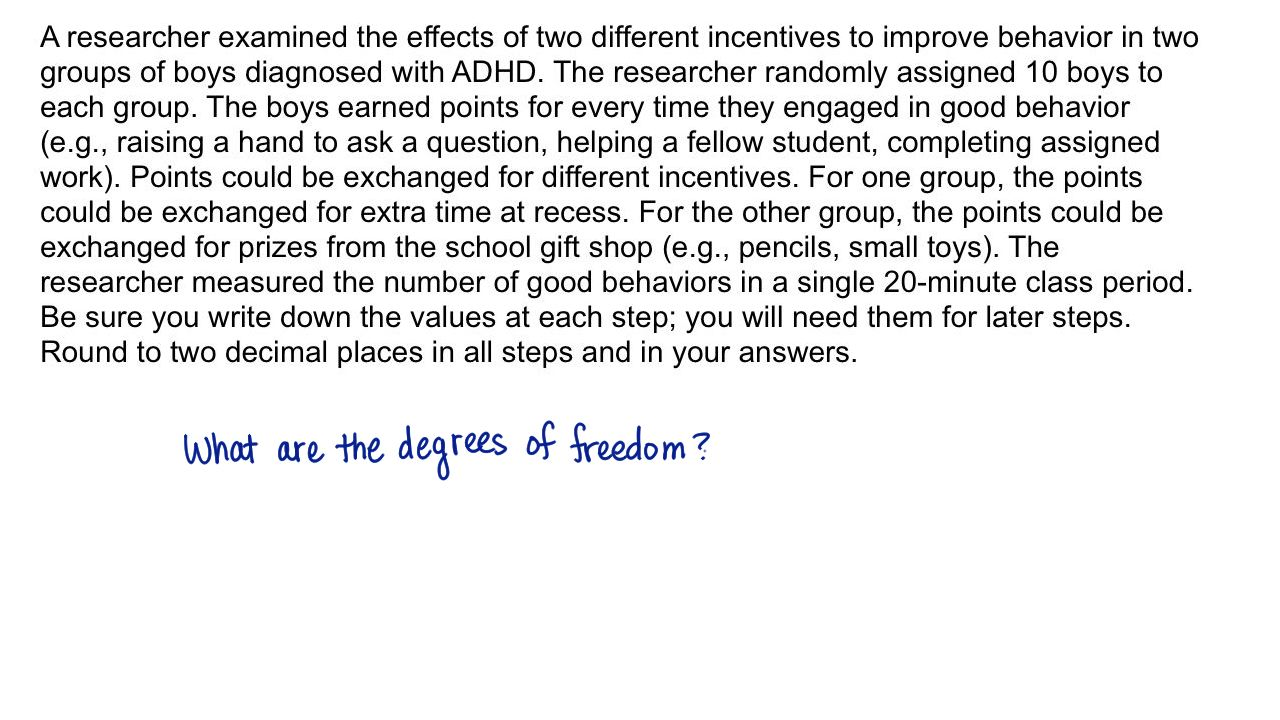 A researcher examined the effects of two different incentives to improve behavior in two
groups of boys diagnosed with ADHD. The researcher randomly assigned 10 boys to
each group. The boys earned points for every time they engaged in good behavior
(e.g., raising a hand to ask a question, helping a fellow student, completing assigned
work). Points could be exchanged for different incentives. For one group, the points
could be exchanged for extra time at recess. For the other group, the points could be
exchanged for prizes from the school gift shop (e.g., pencils, small toys). The
researcher measured the number of good behaviors in a single 20-minute class period.
Be sure you write down the values at each step; you will need them for later steps.
Round to two decimal places in all steps and in your answers.
What are the degrees of freedom?